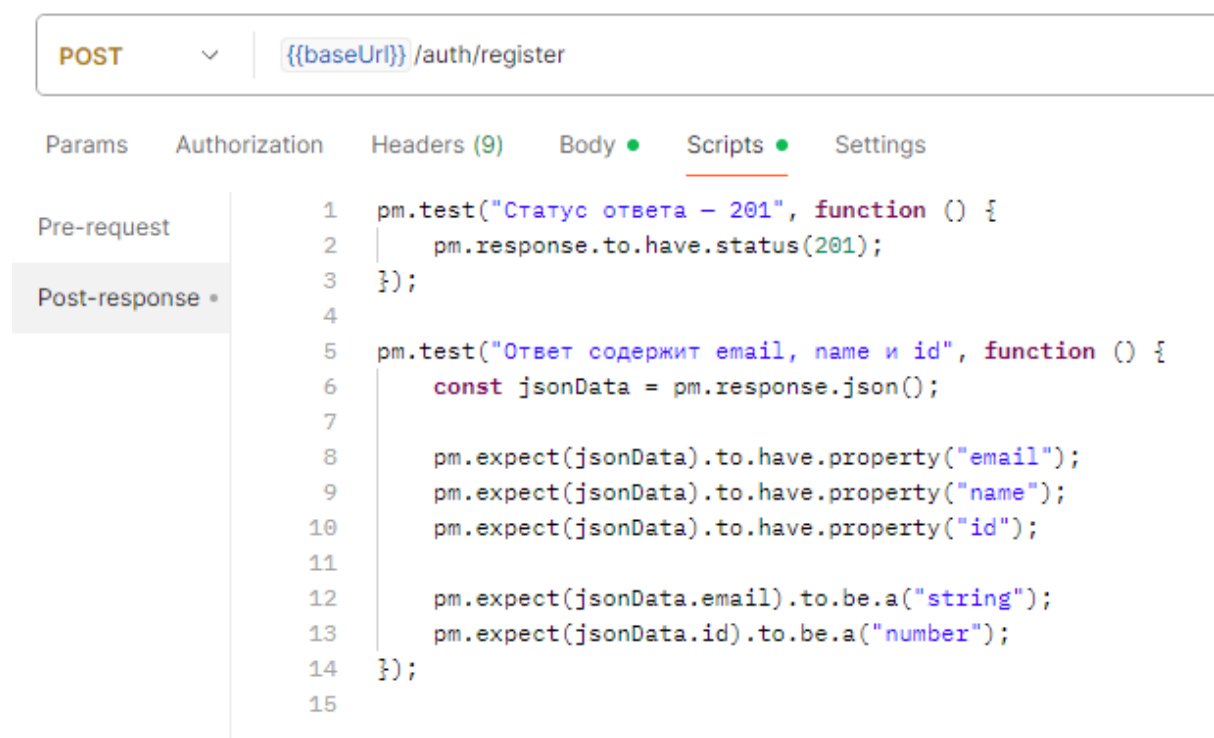 POST {{baseUrl}} /auth/register
Params Authorization Headers (9) Body Scripts Settings
Pre-request
Post-response
1 pm.test("Статус ответа — 201", function () {
2 pm.response.to.have.status(201);
3 });
4
5 pm.test("Ответ содержит email, name и id", function () {
6 const jsonData = pm.response.json();
7
8 pm.expect(jsonData).to.have.property("email");
9 pm.expect(jsonData).to.have.property("name");
10 pm.expect(jsonData).to.have.property("id");
11
12 pm.expect(jsonData.email).to.be.a("string");
13 pm.expect(jsonData.id).to.be.a("number");
14 });
15